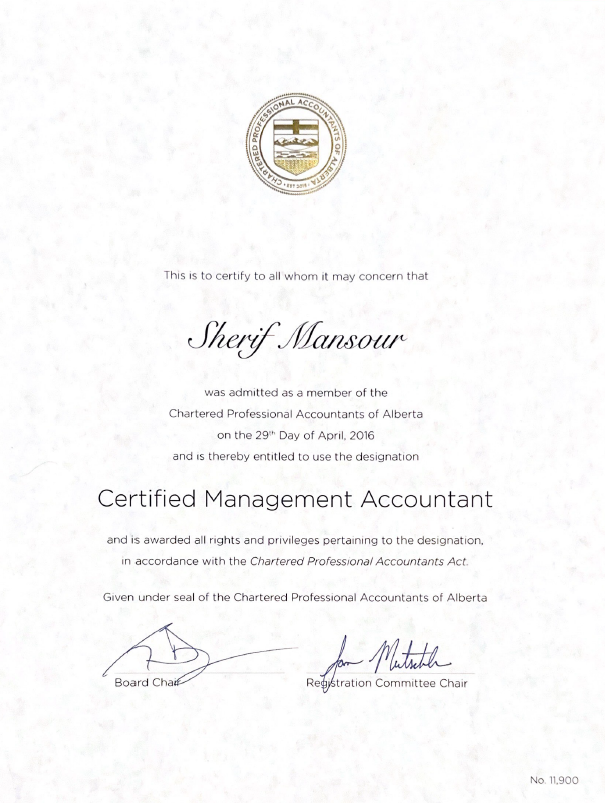 CHARTERED PROFESSIONAL ACCOUNTANTS OF ALBERTA
This is to certify to all whom it may concern that
Sherif Mansour
was admitted as a member of the
Chartered Professional Accountants of Alberta
on the 29th Day of April, 2016
and is thereby entitled to use the designation
Certified Management Accountant
and is awarded all rights and privileges pertaining to the designation,
in accordance with the Chartered Professional Accountants Act.
Given under seal of the Chartered Professional Accountants of Alberta
Board Chair
Registration Committee Chair
No. 11,900